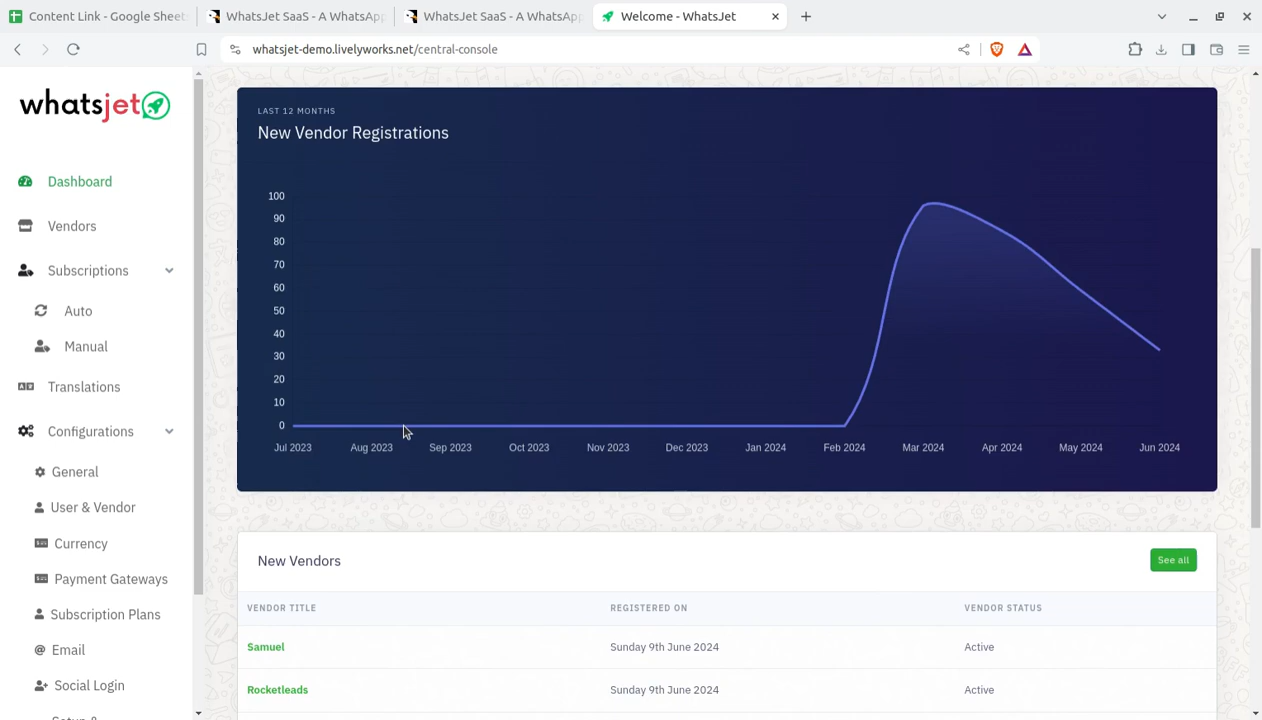 Content Link - Google Sheet
WhatsJet SaaS - A WhatsApp
WhatsJet SaaS - A WhatsApp
Welcome - WhatsJet
whatsjet-demo.livelyworks.net/central-console
whatsjet
Dashboard
Vendors
Subscriptions
Auto
Manual
Translations
Configurations
General
User & Vendor
Currency
Payment Gateways
Subscription Plans
@ Email
Social Login
Setup &
LAST 12 MONTHS
New Vendor Registrations
100
90
80
70
60
50
40
30
20
10
0
Jul 2023 Aug 2023 Sep 2023 Oct 2023 Nov 2023 Dec 2023 Jan 2024 Feb 2024 Mar 2024 Apr 2024 May 2024 Jun 2024
New Vendors
See all
VENDOR TITLE REGISTERED ON VENDOR STATUS
Samuel Sunday 9th June 2024 Active
Rocketleads Sunday 9th June 2024 Active